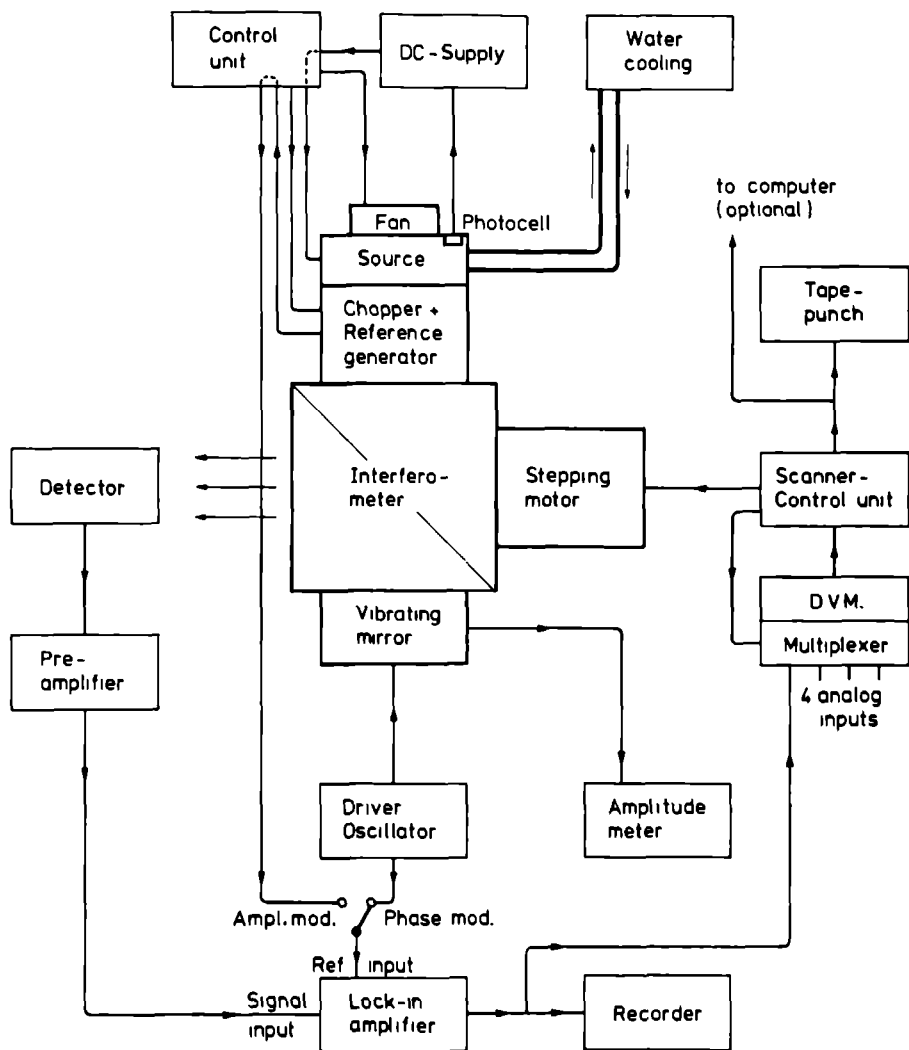 Control
unit
DC-Supply
Water
cooling
to computer
(optional)
Fan
Photocell
Source
Tape-
punch
Chopper +
Reference
generator
Detector
Interfero-
meter
Stepping
motor
Scanner-
Control unit
D.V.M.
Vibrating
mirror
Multiplexer
Pre-
amplifier
4 analog
inputs
Driver
Oscillator
Amplitude
meter
Ampl.mod.
Phase mod.
Ref input
Signal
input
Lock-in
amplifier
Recorder